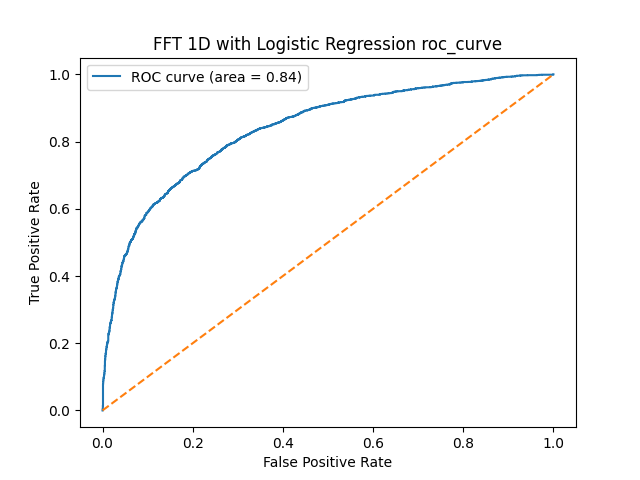 FFT 1D with Logistic Regression roc_curve
ROC curve (area = 0.84)
True Positive Rate
1.0
0.8
0.6
0.4
0.2
0.0
0.0 0.2 0.4 0.6 0.8 1.0
False Positive Rate